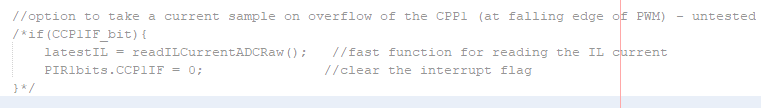 //option to take a current sample on overflow of the CPP1 (at falling edge of PWM) - untested
/*if(CCP1IF_bit){
latestIL = readILCurrentADCRaw(); //fast function for reading the IL current
PIR1bits.CCP1IF = 0; //clear the interrupt flag
}*/